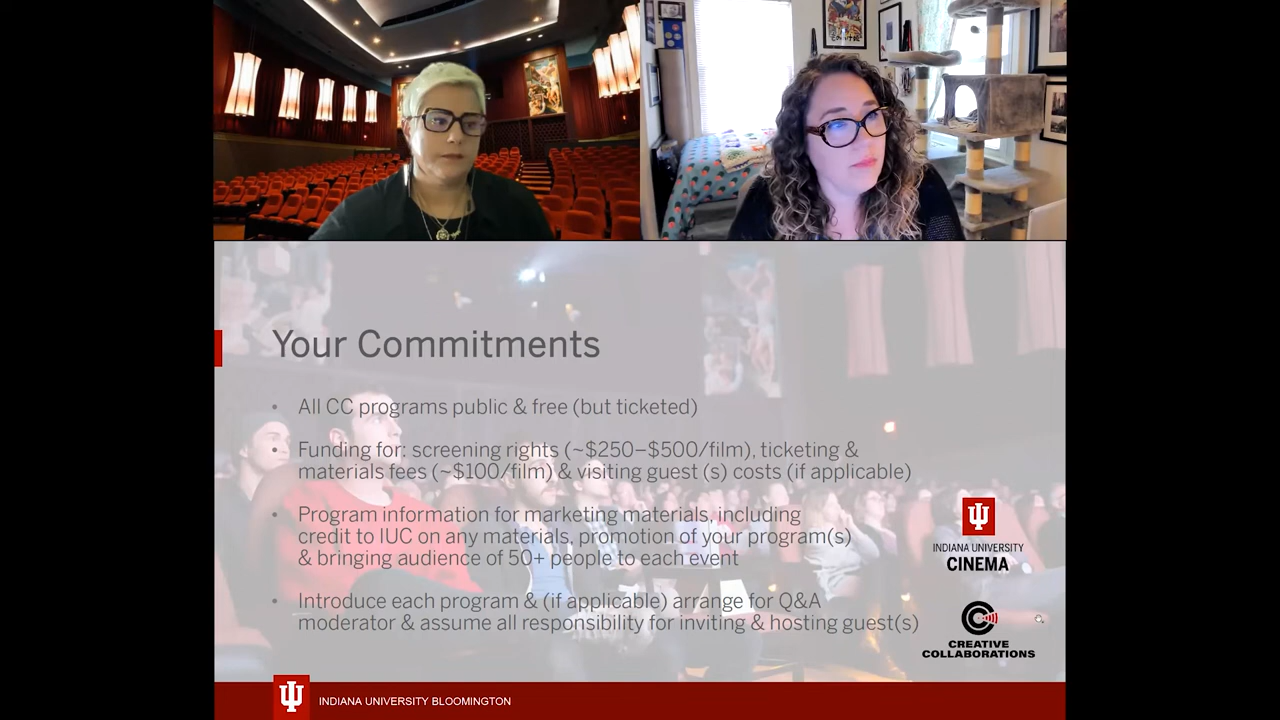 Your Commitments
• All CC programs public & free (but ticketed)
• Funding for: screening rights (~$250–$500/film), ticketing &
materials fees (~$100/film) & visiting guest (s) costs (if applicable)
• Program information for marketing materials, including
credit to IUC on any materials, promotion of your program(s)
& bringing audience of 50+ people to each event
• Introduce each program & (if applicable) arrange for Q&A
moderator & assume all responsibility for inviting & hosting guest(s)
INDIANA UNIVERSITY
CINEMA
CREATIVE
COLLABORATIONS
INDIANA UNIVERSITY BLOOMINGTON